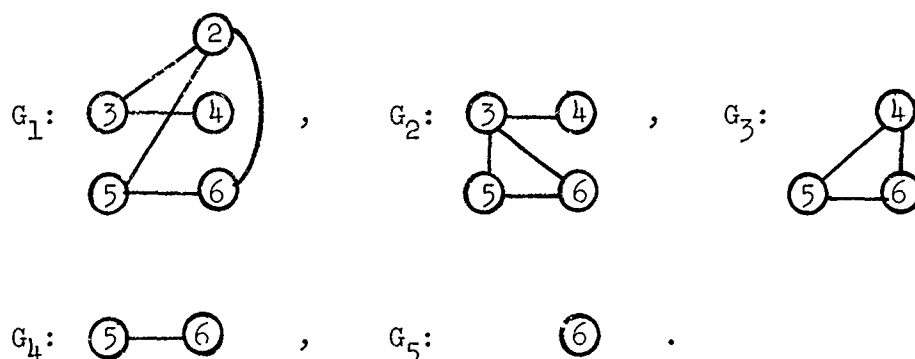 2
G₁: 3 4 , G₂: 3 4 , G₃: 4
5 6 5 6 5 6
G₄: 5 6 , G₅: 6 .